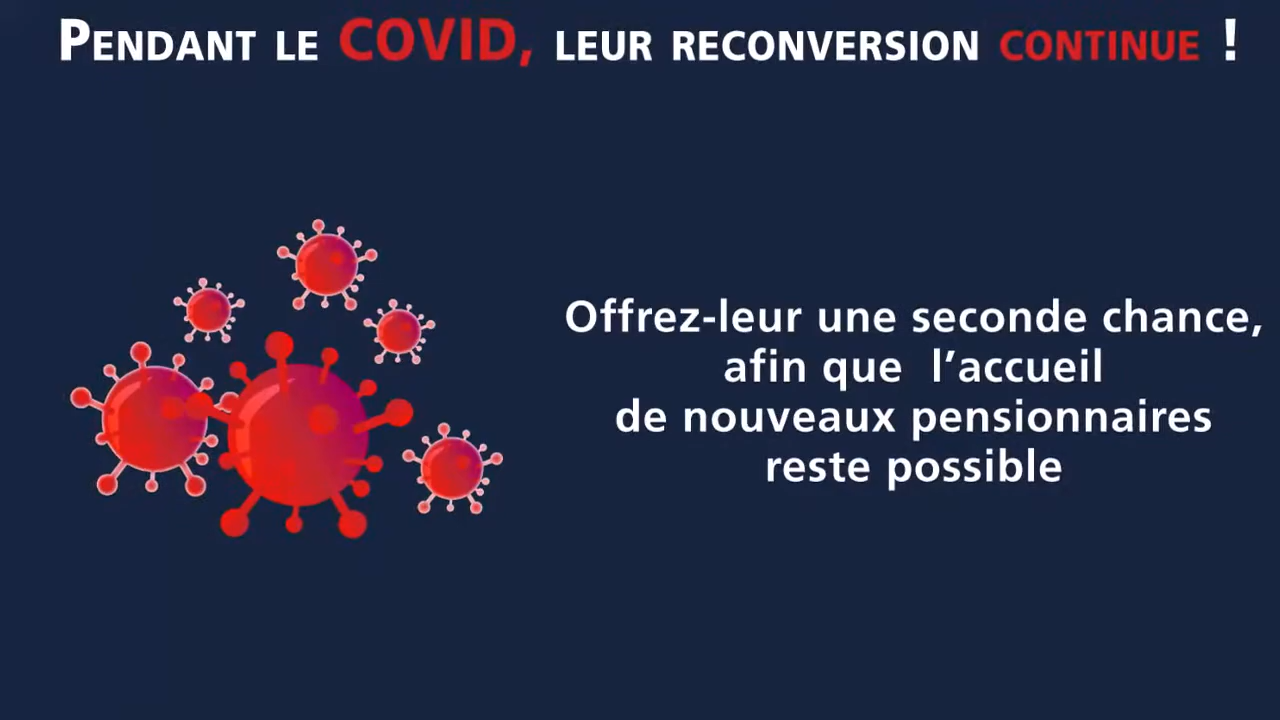 PENDANT LE COVID, LEUR RECONVERSION CONTINUE !
Offrez-leur une seconde chance,
afin que  l’accueil
de nouveaux pensionnaires
reste possible